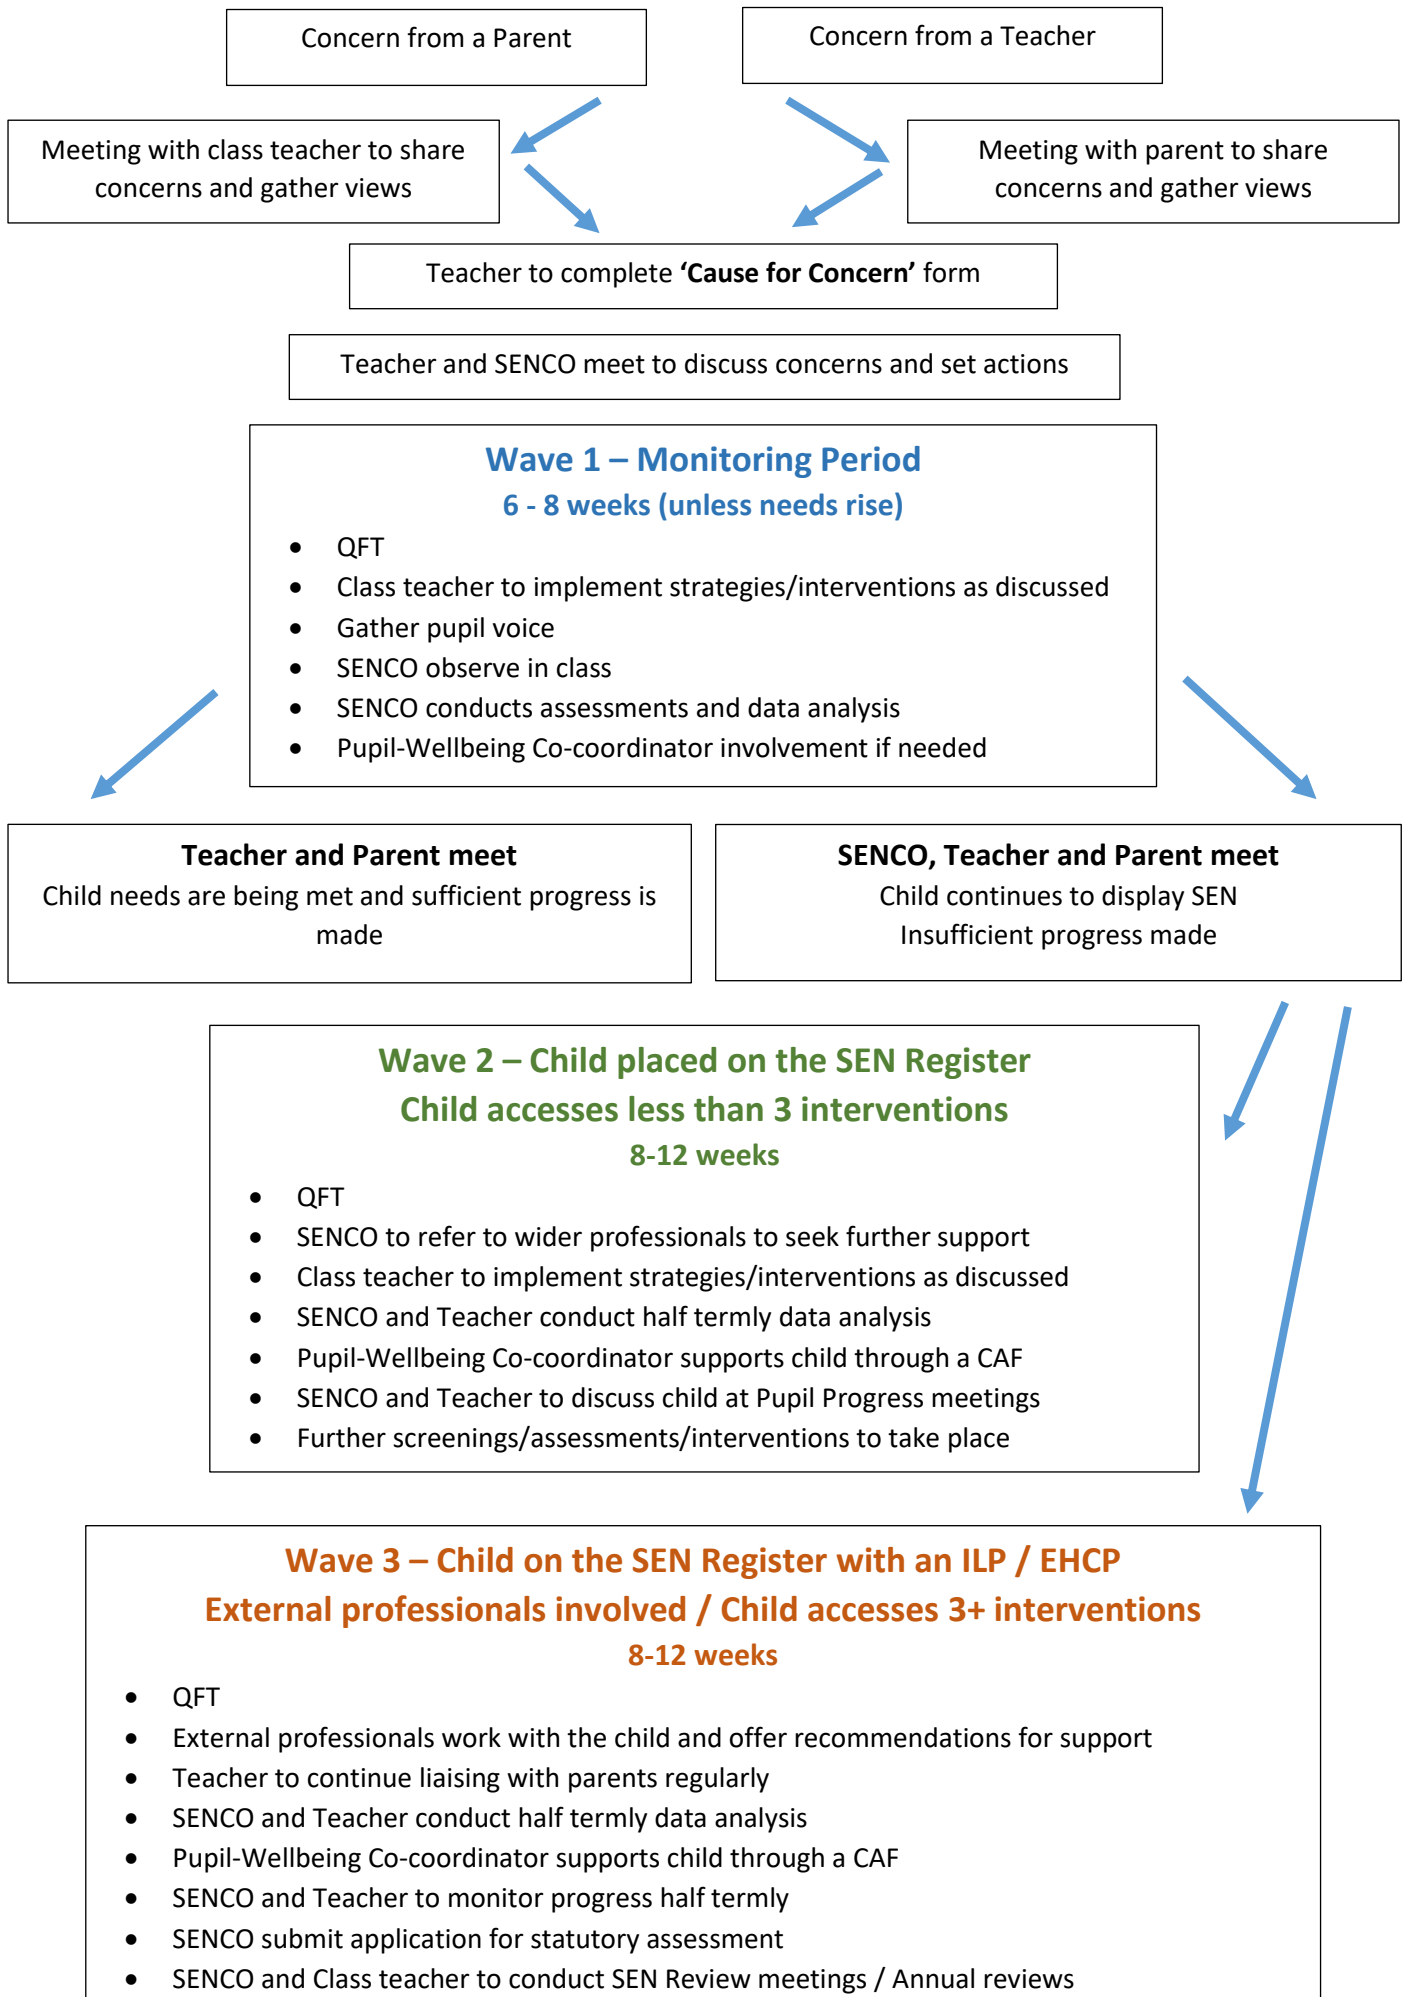 Concern from a Parent
Concern from a Teacher
Meeting with class teacher to share
concerns and gather views
Meeting with parent to share
concerns and gather views
Teacher to complete ‘Cause for Concern’ form
Teacher and SENCO meet to discuss concerns and set actions
Wave 1 – Monitoring Period
6 - 8 weeks (unless needs rise)
• QFT
• Class teacher to implement strategies/interventions as discussed
• Gather pupil voice
• SENCO observe in class
• SENCO conducts assessments and data analysis
• Pupil-Wellbeing Co-coordinator involvement if needed
Teacher and Parent meet
Child needs are being met and sufficient progress is
made
SENCO, Teacher and Parent meet
Child continues to display SEN
Insufficient progress made
Wave 2 – Child placed on the SEN Register
Child accesses less than 3 interventions
8-12 weeks
• QFT
• SENCO to refer to wider professionals to seek further support
• Class teacher to implement strategies/interventions as discussed
• SENCO and Teacher conduct half termly data analysis
• Pupil-Wellbeing Co-coordinator supports child through a CAF
• SENCO and Teacher to discuss child at Pupil Progress meetings
• Further screenings/assessments/interventions to take place
Wave 3 – Child on the SEN Register with an ILP / EHCP
External professionals involved / Child accesses 3+ interventions
8-12 weeks
• QFT
• External professionals work with the child and offer recommendations for support
• Teacher to continue liaising with parents regularly
• SENCO and Teacher conduct half termly data analysis
• Pupil-Wellbeing Co-coordinator supports child through a CAF
• SENCO and Teacher to monitor progress half termly
• SENCO submit application for statutory assessment
• SENCO and Class teacher to conduct SEN Review meetings / Annual reviews